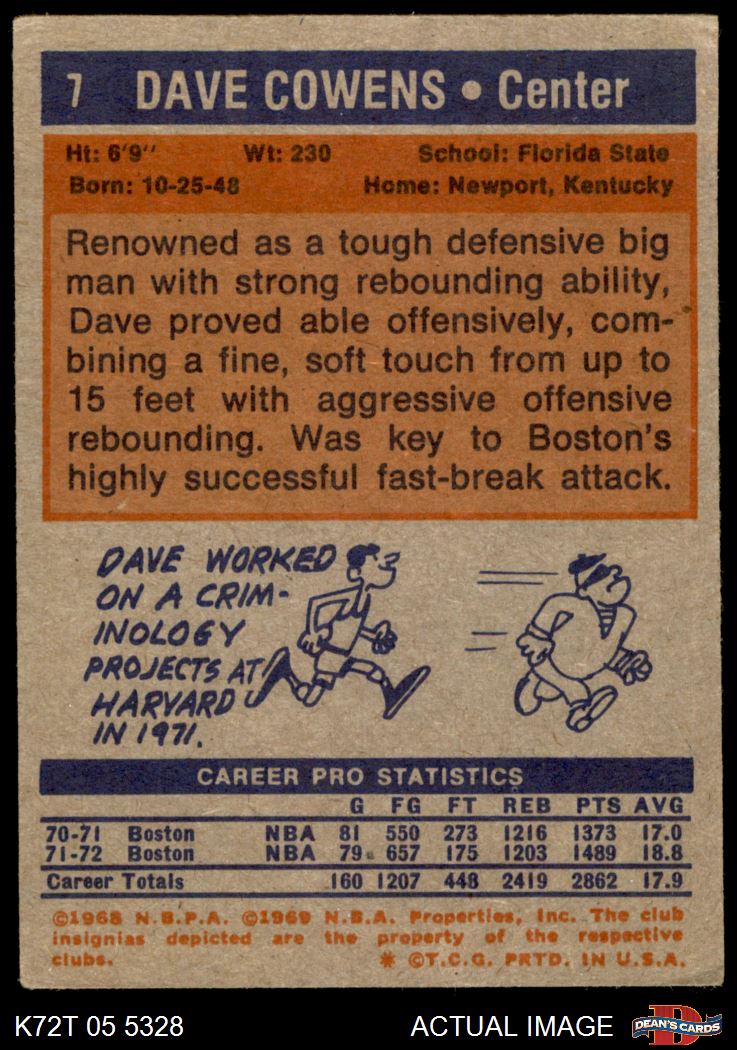 7 DAVE COWENS • Center
Ht: 6'9" Wt: 230 School: Florida State
Born: 10-25-48 Home: Newport, Kentucky
Renowned as a tough defensive big
man with strong rebounding ability,
Dave proved able offensively, com-
bining a fine, soft touch from up to
15 feet with aggressive offensive
rebounding. Was key to Boston's
highly successful fast-break attack.
DAVE WORKED
ON A CRIM-
INOLOGY
PROJECTS AT
HARVARD
IN 1971.
CAREER PRO STATISTICS
G FG FT REB PTS AVG
70-71 Boston NBA 81 550 273 1216 1373 17.0
71-72 Boston NBA 79 657 175 1203 1489 18.8
Career Totals 160 1207 448 2419 2862 17.9
©1968 N.B.P.A. ©1969 N.B.A. Properties, Inc. The club
insignias depicted are the property of the respective
clubs. * ©T.C.G. PRTD. IN U.S.A.
K72T 05 5328 ACTUAL IMAGE DEAN'S CARDS